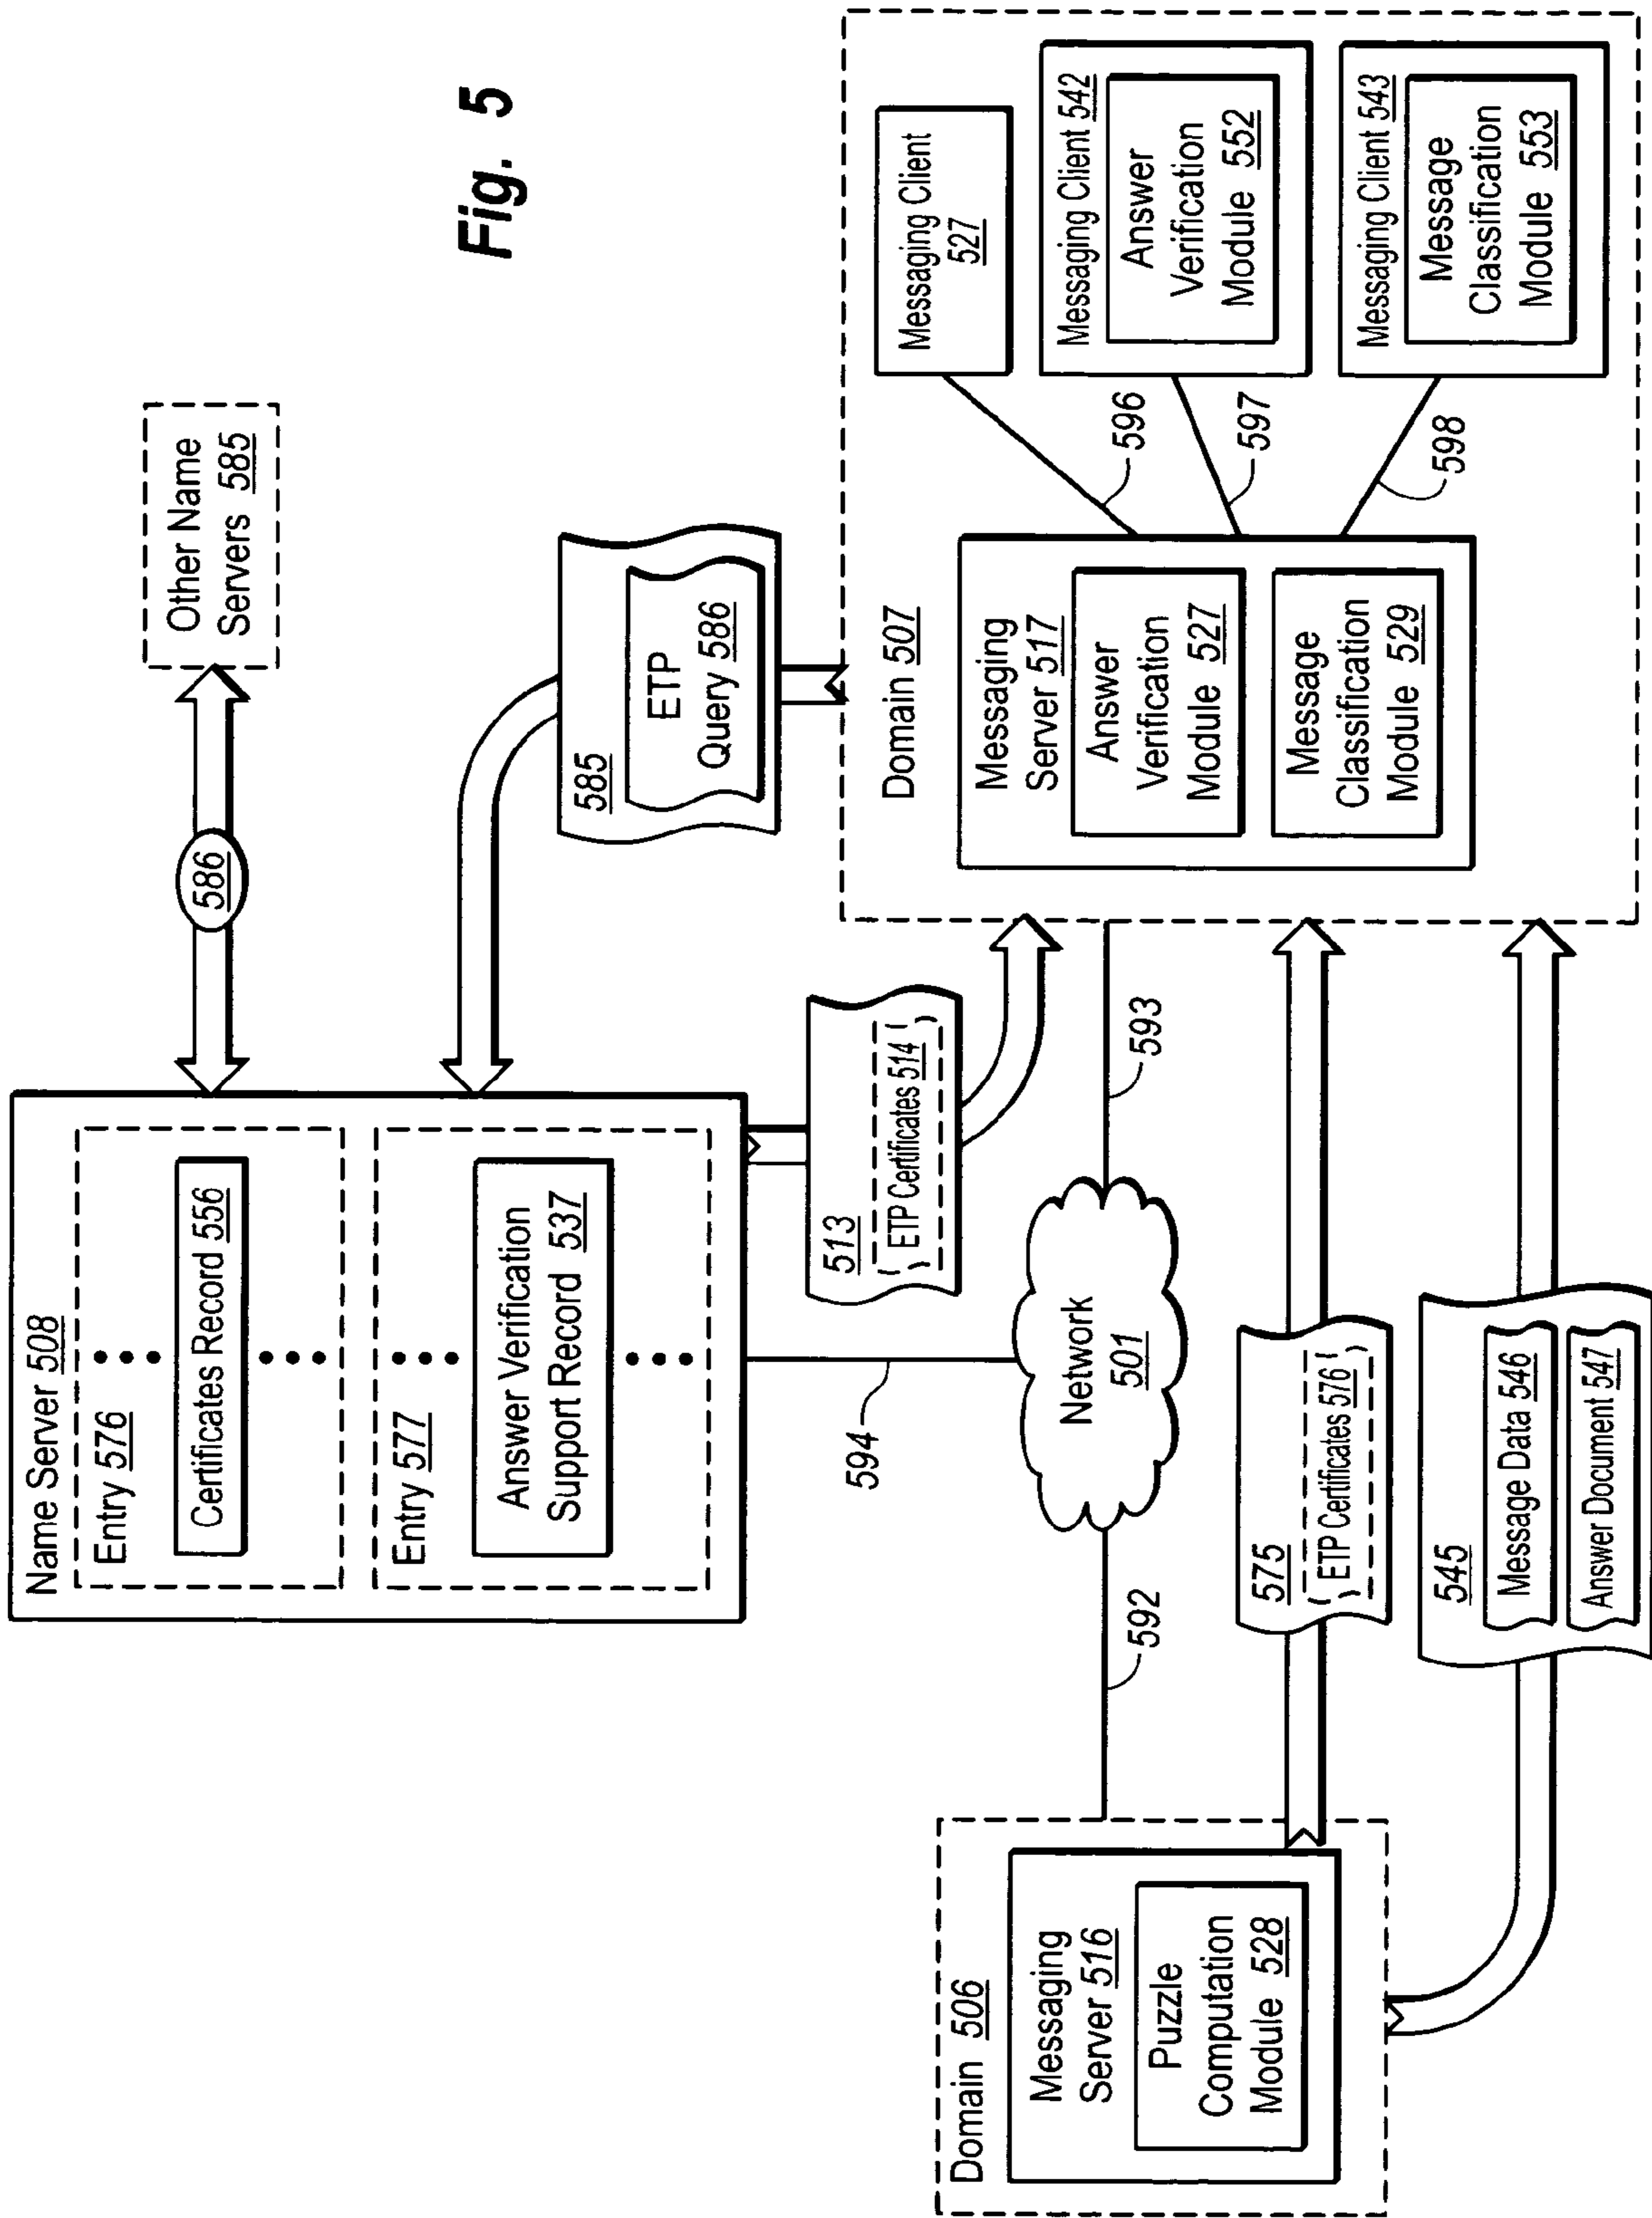 Fig. 5
Name Server 508
Entry 576
Certificates Record 556
Entry 577
Answer Verification
Support Record 537
586
Other Name
Servers 585
585
ETP
Query 586
513
ETP Certificates 514
594
Network
501
592
593
Domain 506
Messaging
Server 516
Puzzle
Computation
Module 528
575
ETP Certificates 576
545
Message Data 546
Answer Document 547
Domain 507
Messaging
Server 517
Answer
Verification
Module 527
Message
Classification
Module 529
596
597
598
Messaging Client
527
Messaging Client 542
Answer
Verification
Module 552
Messaging Client 543
Message
Classification
Module 553